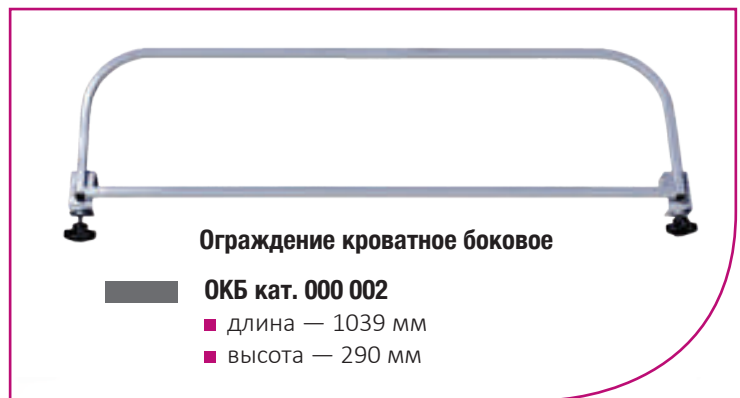 Ограждение кроватное боковое
ОКБ кат. 000 002
длина — 1039 мм
высота — 290 мм